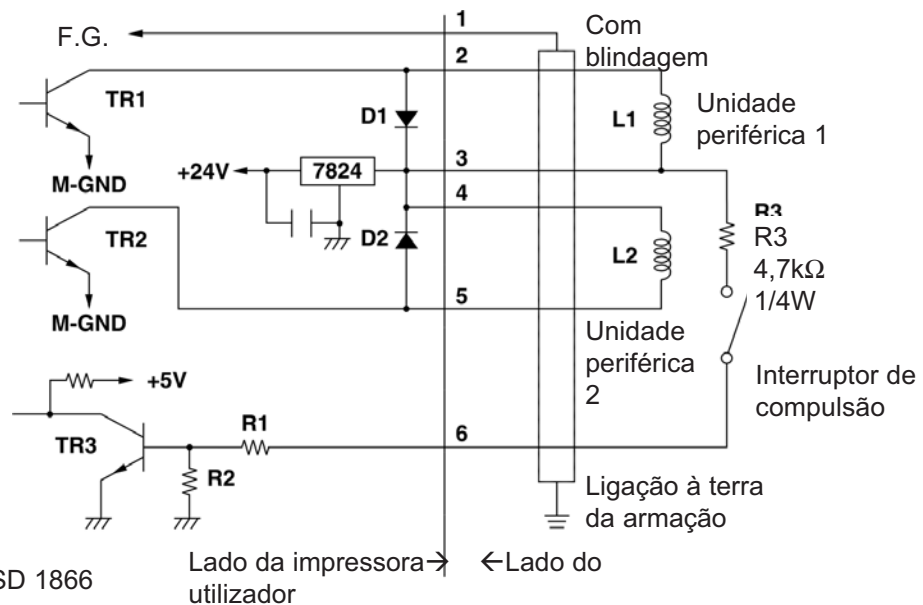 F.G.
1
Com
blindagem
2
TR1
D1
L1
Unidade
periférica 1
M-GND
+24V
7824
3
4
TR2
D2
L2
R3
R3
4,7kΩ
1/4W
M-GND
5
Unidade
periférica
2
+5V
Interruptor de
compulsão
TR3
R1
6
R2
Ligação à terra
da armação
Lado da impressora→
←Lado do
utilizador
SD 1866